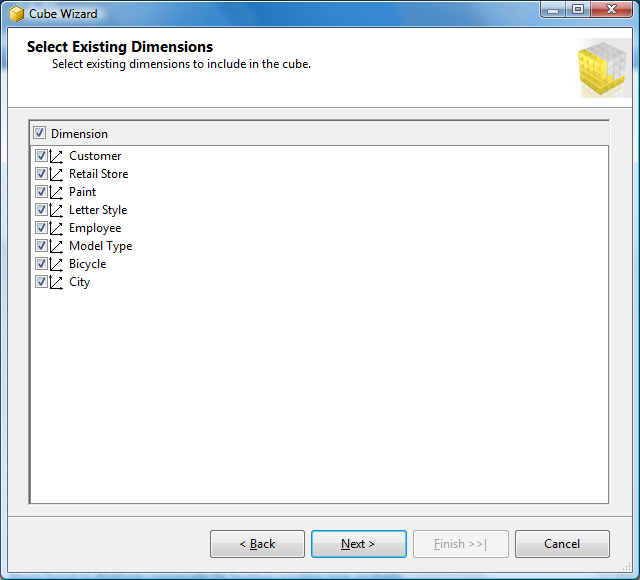 Cube Wizard
Select Existing Dimensions
Select existing dimensions to include in the cube.
Dimension
Customer
Retail Store
Paint
Letter Style
Employee
Model Type
Bicycle
City
< Back
Next >
Finish >>|
Cancel